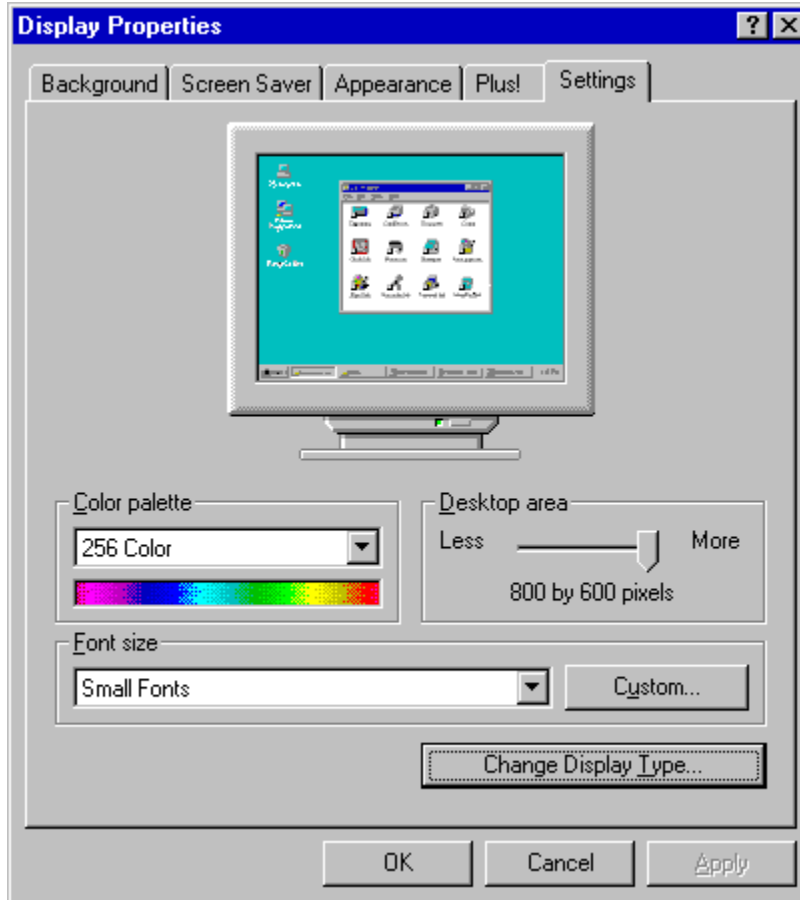 Display Properties
Background Screen Saver Appearance Plus! Settings
Color palette
256 Color
Desktop area
Less More
800 by 600 pixels
Font size
Small Fonts
Custom...
Change Display Type...
OK Cancel Apply